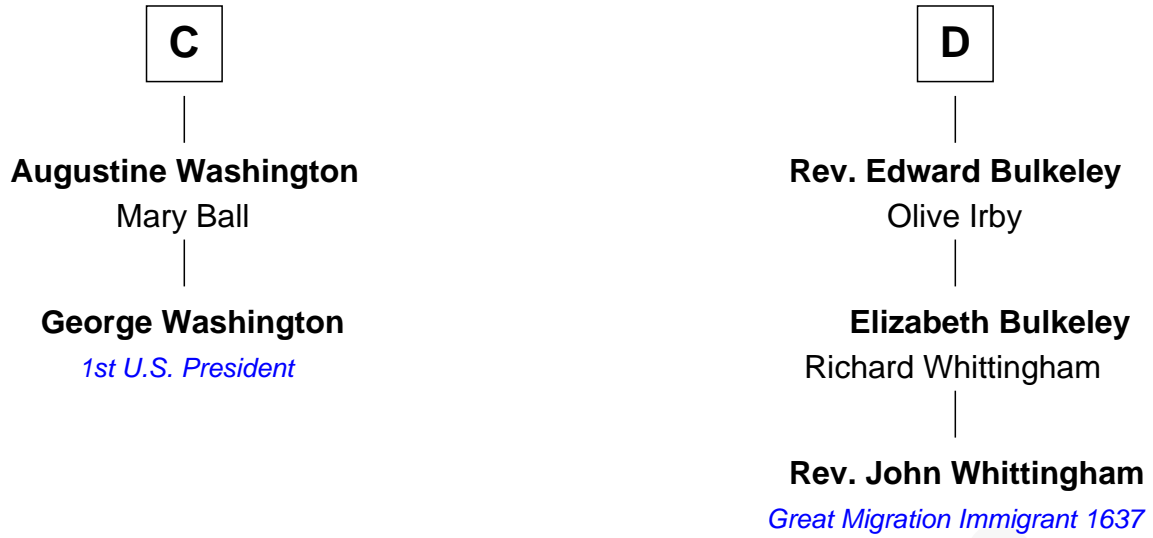 C
Augustine Washington
Mary Ball
George Washington
1st U.S. President
D
Rev. Edward Bulkeley
Olive Irby
Elizabeth Bulkeley
Richard Whittingham
Rev. John Whittingham
Great Migration Immigrant 1637